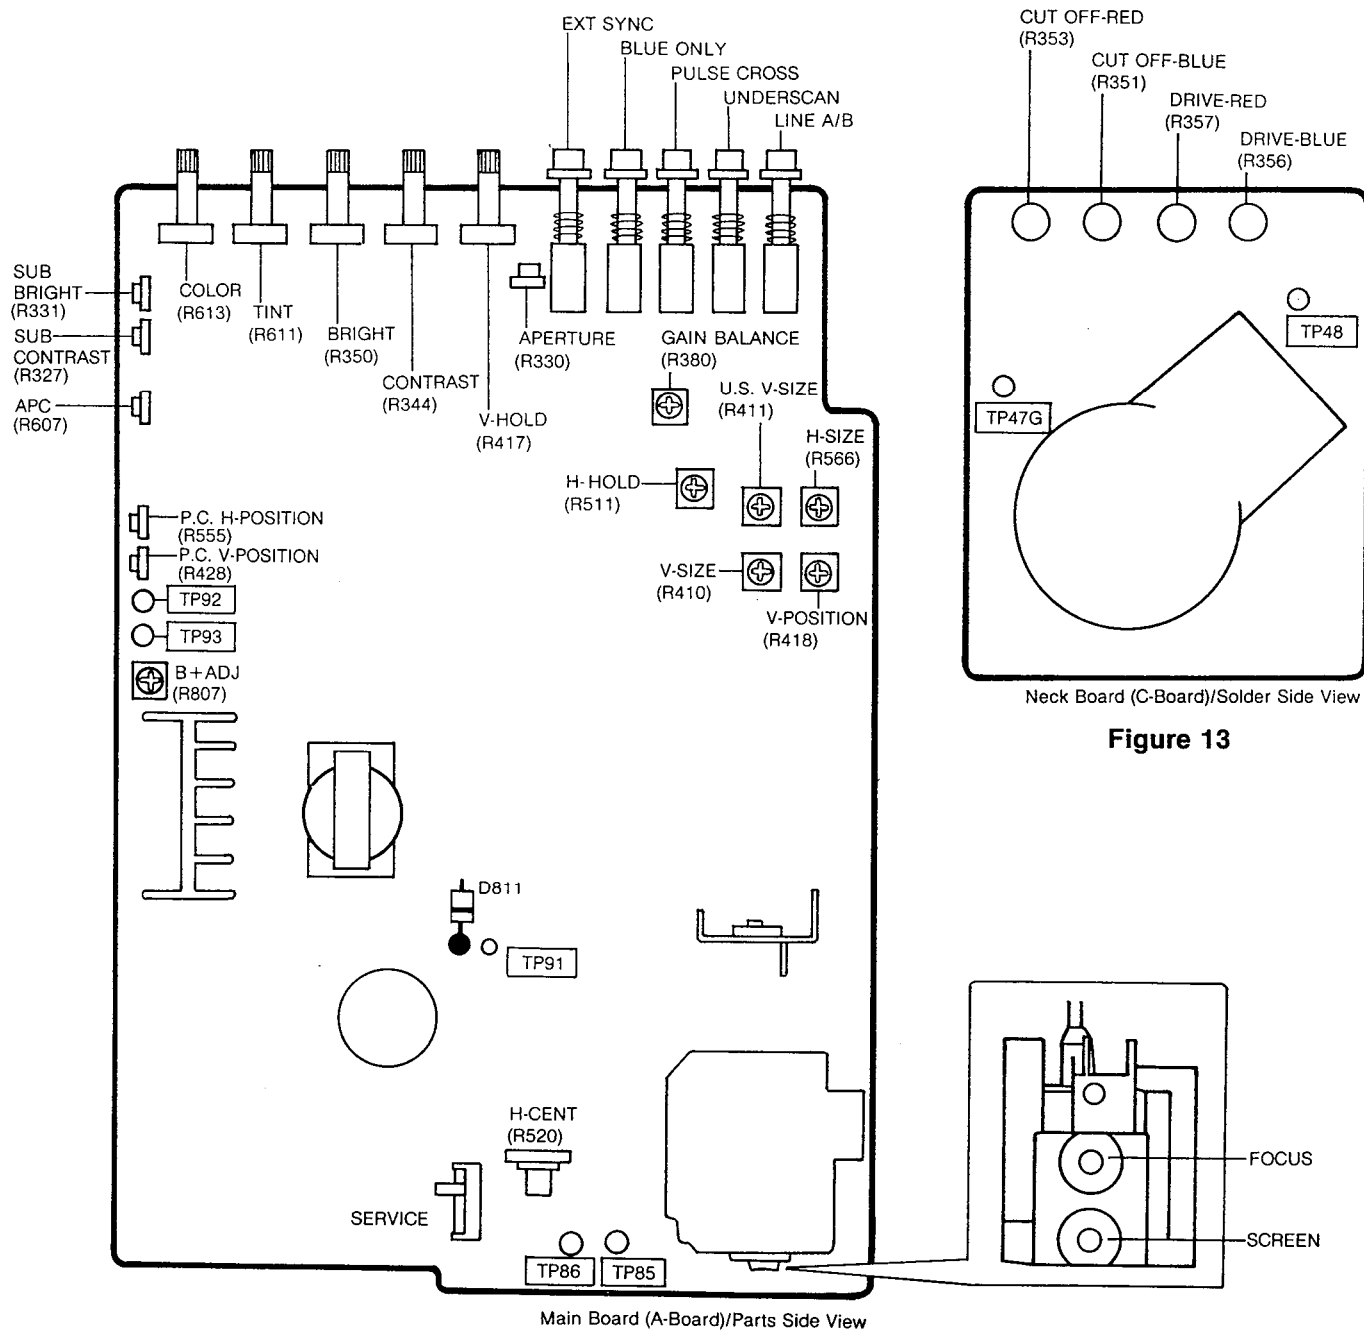 EXT SYNC
BLUE ONLY
PULSE CROSS
UNDERSCAN
LINE A/B
CUT OFF-RED
(R353)
CUT OFF-BLUE
(R351)
DRIVE-RED
(R357)
DRIVE-BLUE
(R356)
SUB
BRIGHT
(R331)
SUB
CONTRAST
(R327)
APC
(R607)
COLOR
(R613)
TINT
(R611)
BRIGHT
(R350)
CONTRAST
(R344)
V-HOLD
(R417)
APERTURE
(R330)
GAIN BALANCE
(R380)
U.S. V-SIZE
(R411)
H-SIZE
(R566)
H-HOLD
(R511)
V-SIZE
(R410)
V-POSITION
(R418)
P.C. H-POSITION
(R555)
P.C. V-POSITION
(R428)
TP92
TP93
B+ADJ
(R807)
TP48
TP47G
Neck Board (C-Board)/Solder Side View
Figure 13
D811
TP91
H-CENT
(R520)
SERVICE
TP86
TP85
FOCUS
SCREEN
Main Board (A-Board)/Parts Side View